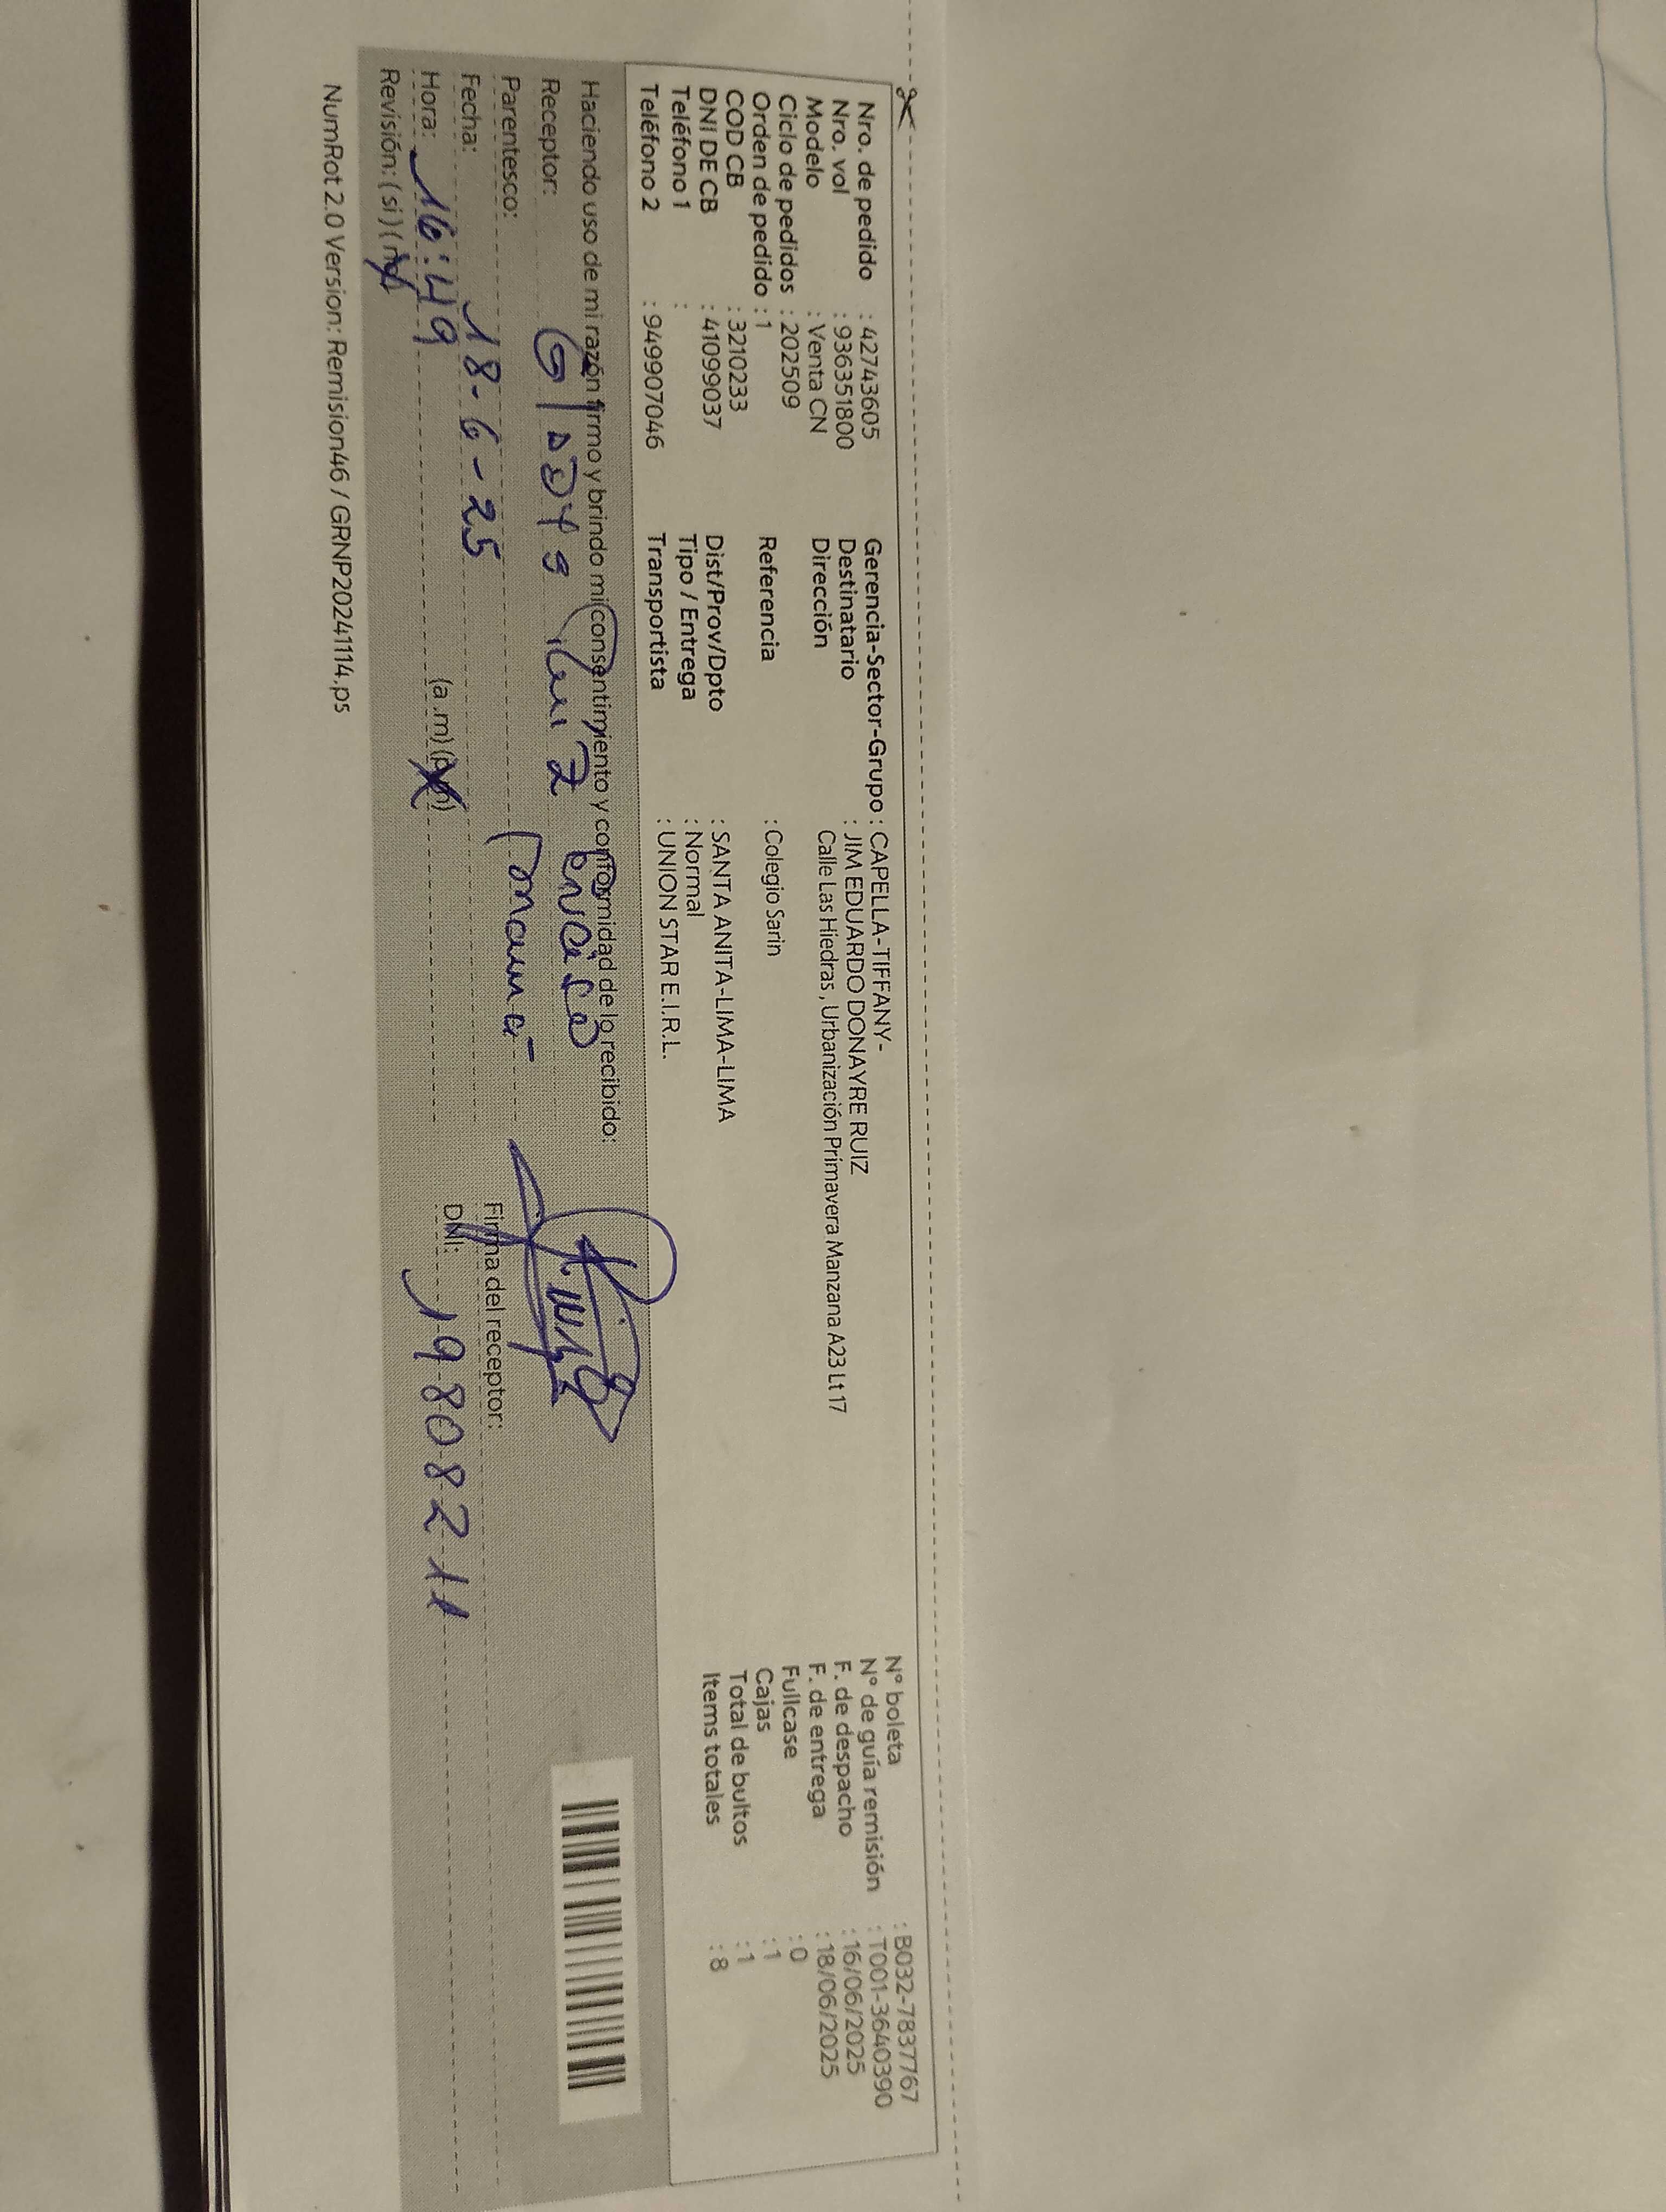 Nro. de pedido : 42743605
Nro. vol : 936351800
Modelo : Venta CN
Ciclo de pedidos : 202509
Orden de pedido : 1
COD CB : 3210233
DNI DE CB : 41099037
Teléfono 1 :
Teléfono 2 : 949907046
Gerencia-Sector-Grupo : CAPELLA-TIFFANY-
Destinatario : JIM EDUARDO DONAYRE RUIZ
Dirección Calle Las Hiedras , Urbanización Primavera Manzana A23 Lt 17
Referencia : Colegio Sarin
Dist/Prov/Dpto : SANTA ANITA-LIMA-LIMA
Tipo / Entrega : Normal
Transportista : UNION STAR E.I.R.L.
N° boleta : B032-7837767
N° de guía remisión : T001-3640390
F. de despacho : 16/06/2025
F. de entrega : 18/06/2025
Fullcase : 0
Cajas : 1
Total de bultos : 1
Items totales : 8
Haciendo uso de mi razón firmo y brindo mi consentimiento y conformidad de lo recibido:
Receptor: Ruiz
Parentesco: mamá
Fecha: 18-6-25
Hora: 16:49 (a.m) (p.m)
Revisión: ( si ) ( no )
Firma del receptor:
DNI: 19808211
NumRot 2.0 Version: Remision46 / GRNP20241114.ps